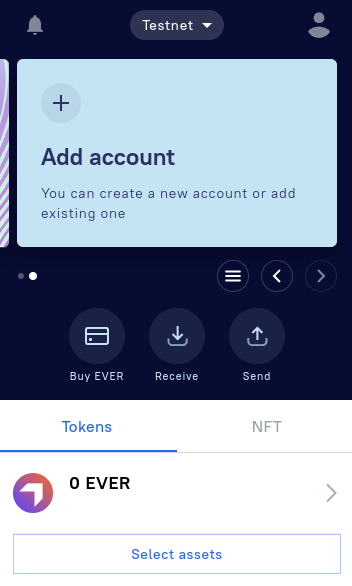 Testnet
Add account
You can create a new account or add
existing one
Buy EVER
Receive
Send
Tokens
NFT
0 EVER
Select assets